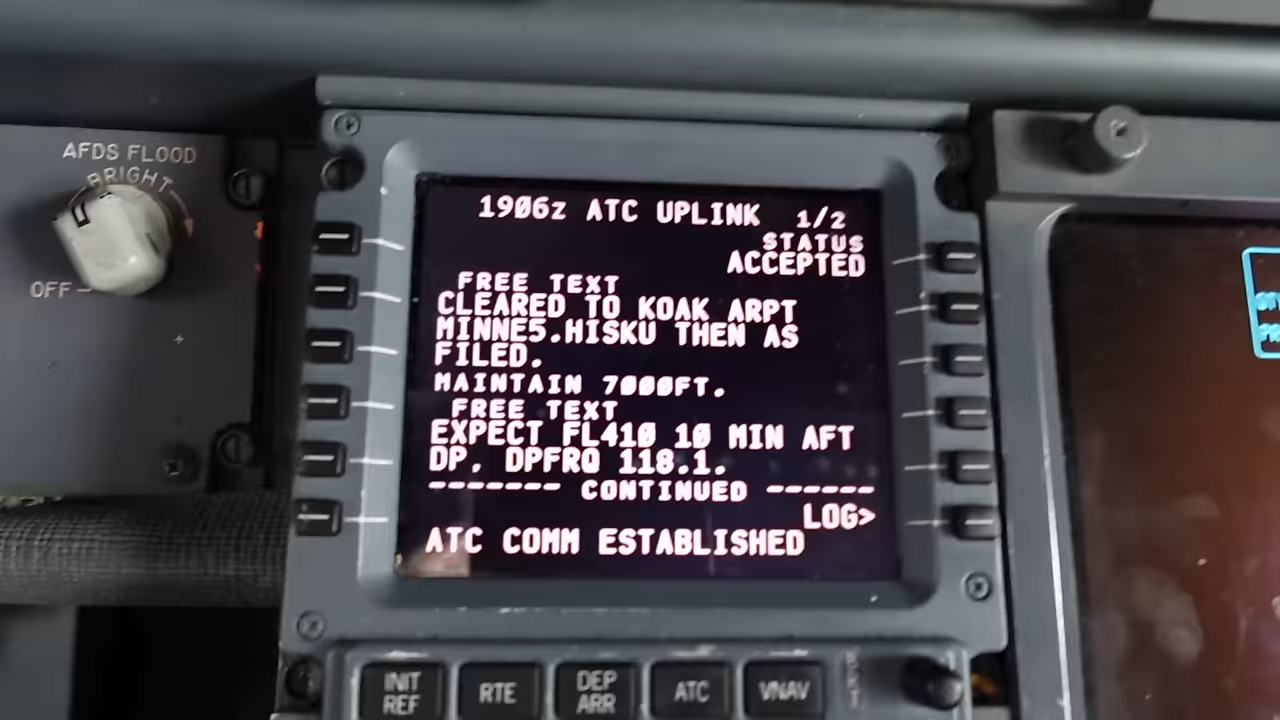 AFDS FLOOD
BRIGHT
OFF
1906z ATC UPLINK 1/2
STATUS
ACCEPTED
FREE TEXT
CLEARED TO KOAK ARPT
MINNE5.HISKU THEN AS
FILED.
MAINTAIN 7000FT.
FREE TEXT
EXPECT FL410 10 MIN AFT
DP. DPFRQ 118.1.
------- CONTINUED ------
LOG>
ATC COMM ESTABLISHED
INIT REF
RTE
DEP ARR
ATC
VNAV